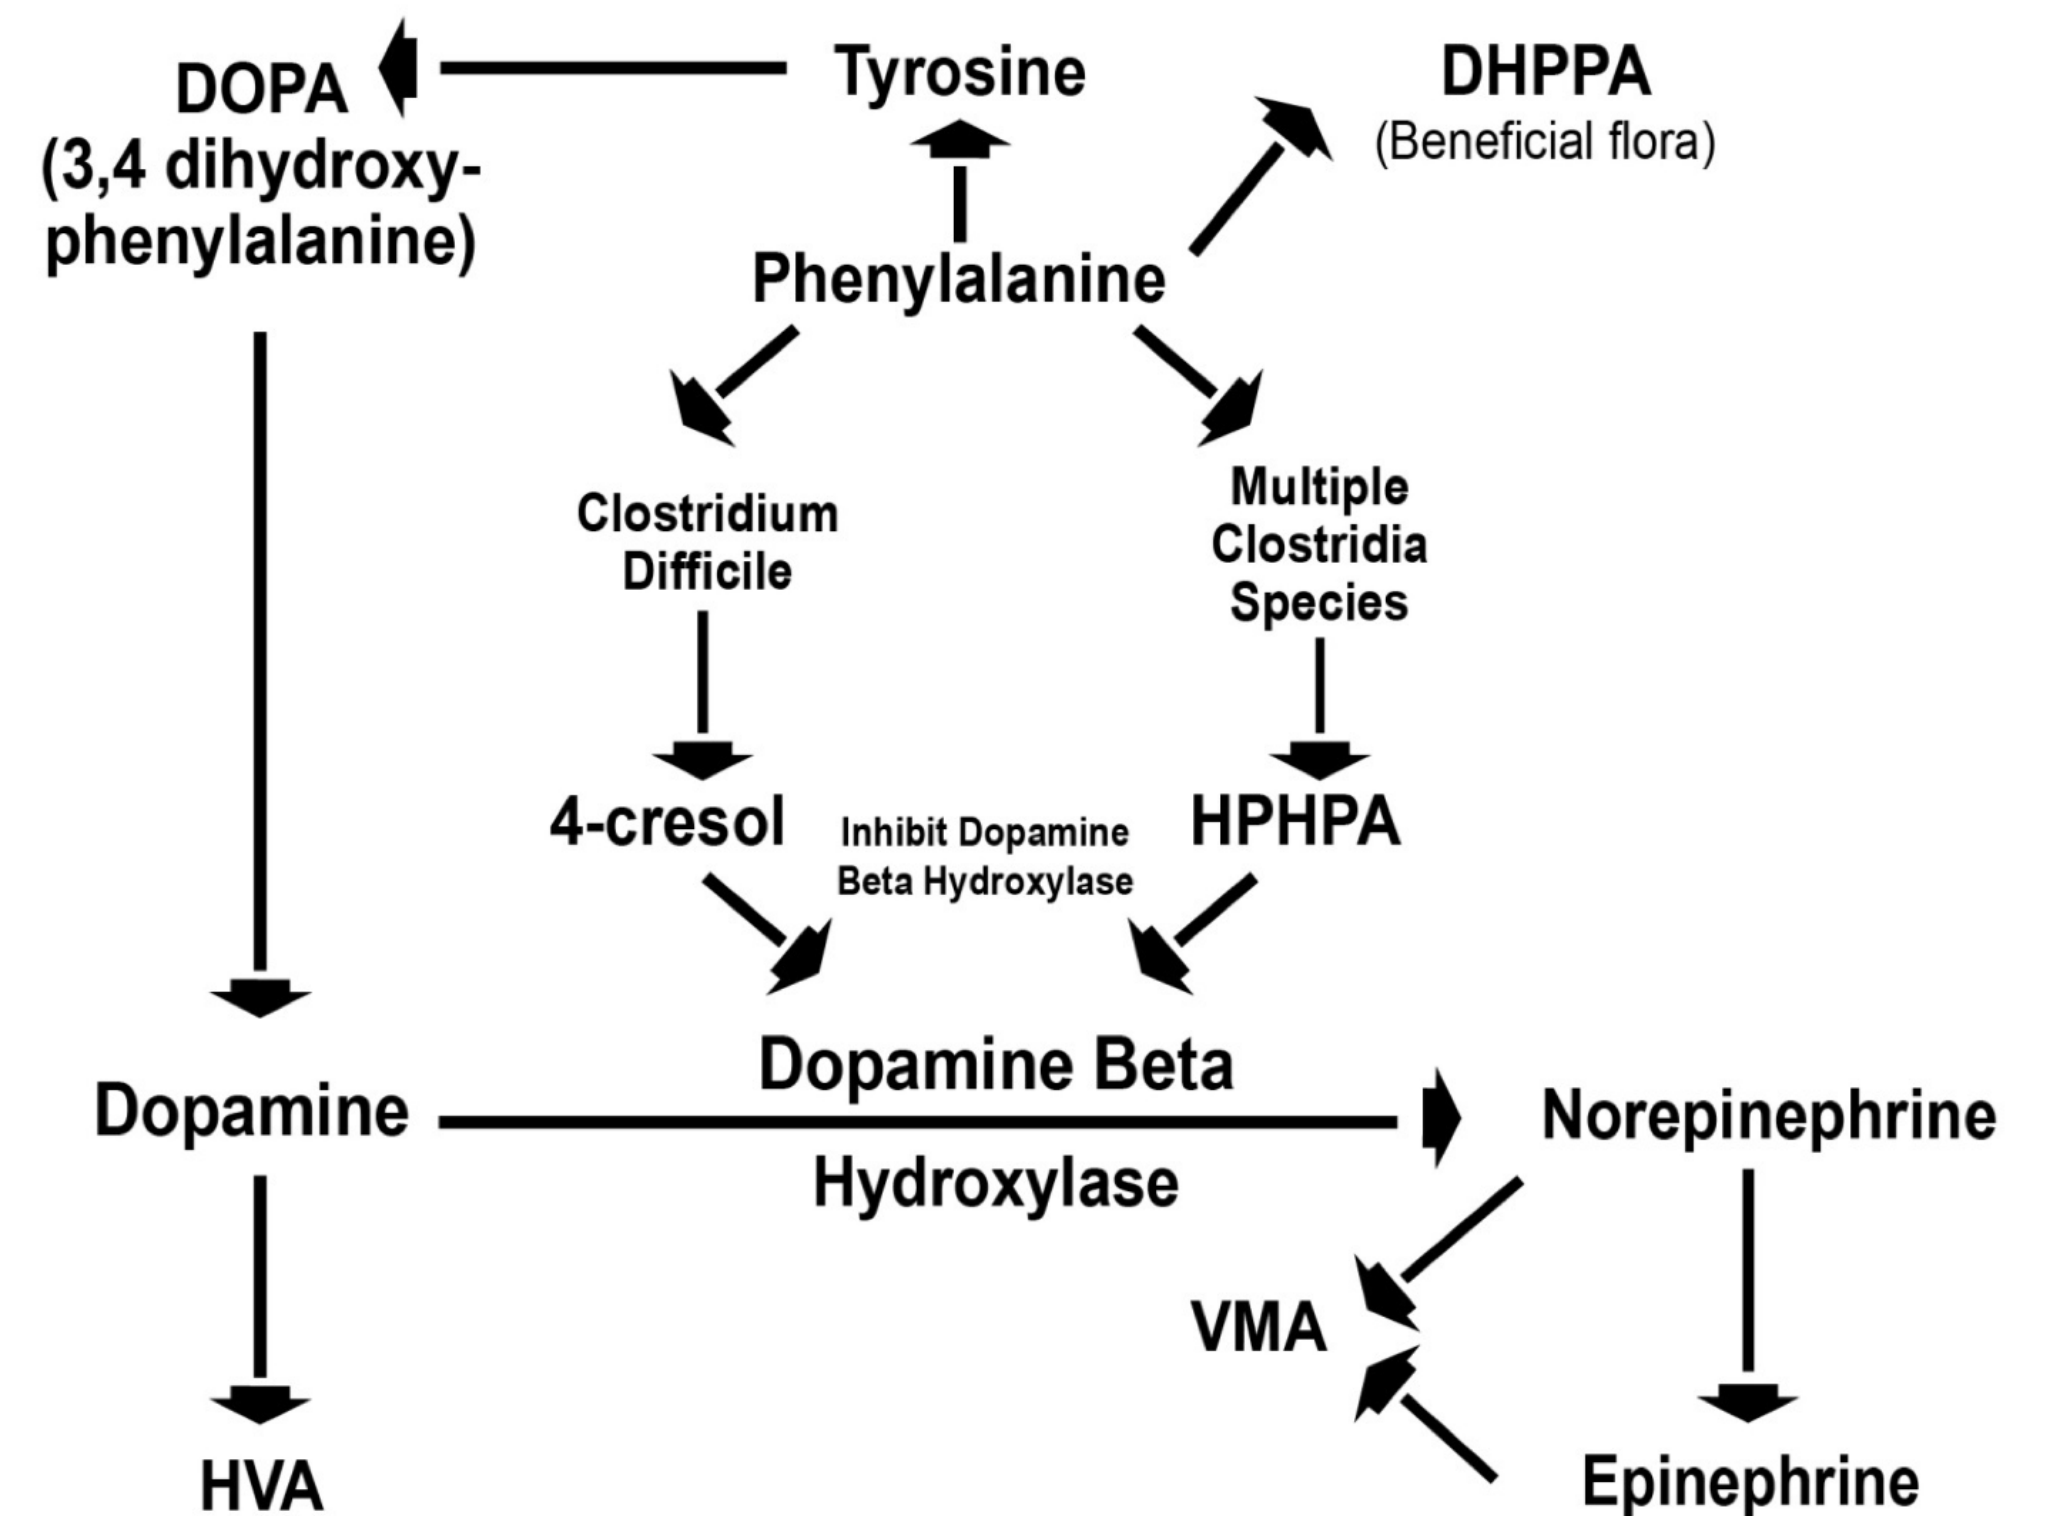 DOPA
(3,4 dihydroxy-
phenylalanine)
Tyrosine
DHPPA
(Beneficial flora)
Phenylalanine
Clostridium
Difficile
Multiple
Clostridia
Species
4-cresol
Inhibit Dopamine
Beta Hydroxylase
HPHPA
Dopamine
Dopamine Beta
Hydroxylase
Norepinephrine
VMA
HVA
Epinephrine